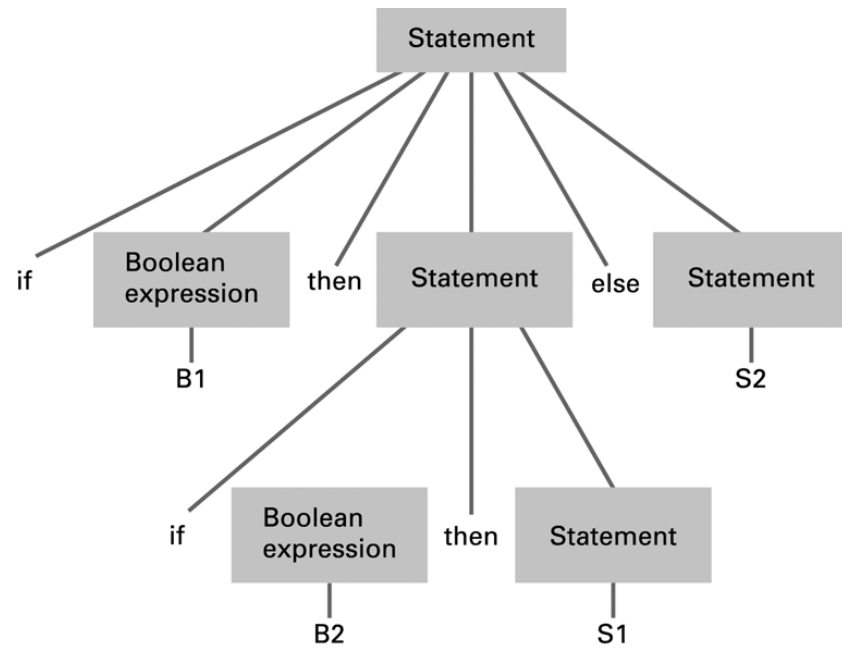 Statement
if
Boolean
expression
then
Statement
else
Statement
B1
S2
if
Boolean
expression
then
Statement
B2
S1